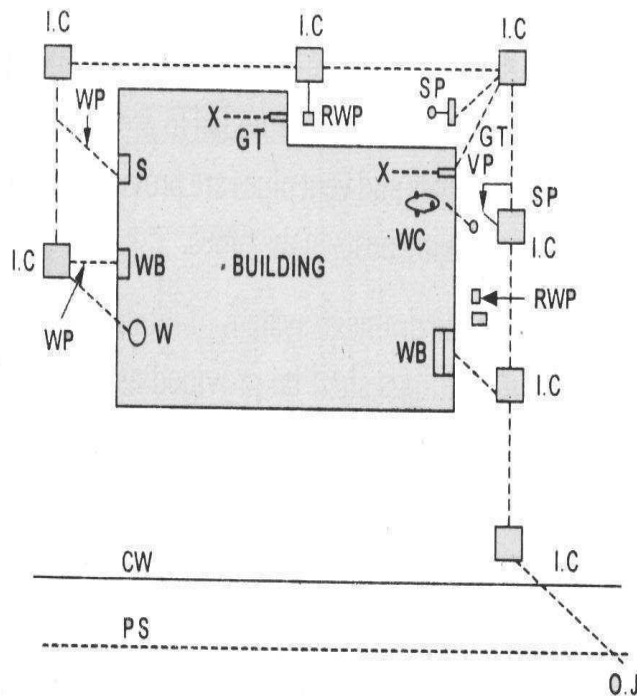 I.C
I.C
I.C
WP
X
GT
RWP
SP
GT
S
X
VP
SP
WC
I.C
I.C
WB
BUILDING
RWP
WP
W
WB
I.C
CW
I.C
PS
O.J